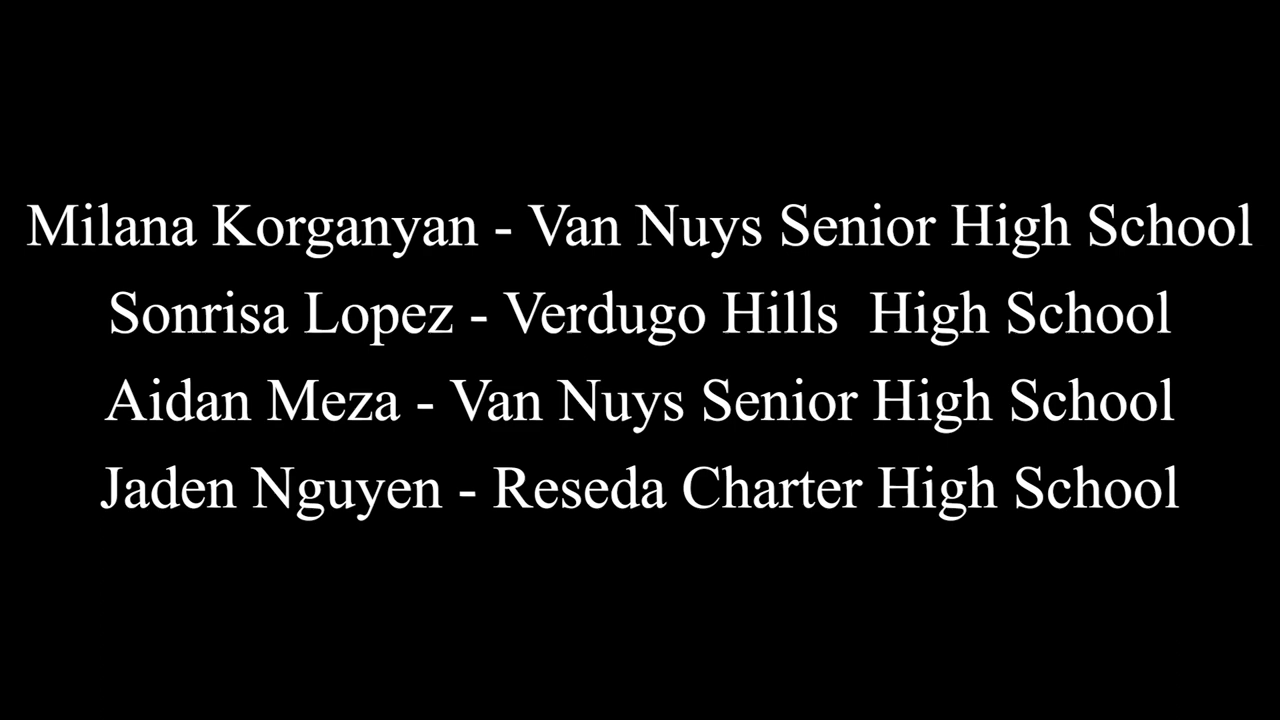 Milana Korganyan - Van Nuys Senior High School
Sonrisa Lopez - Verdugo Hills  High School
Aidan Meza - Van Nuys Senior High School
Jaden Nguyen - Reseda Charter High School